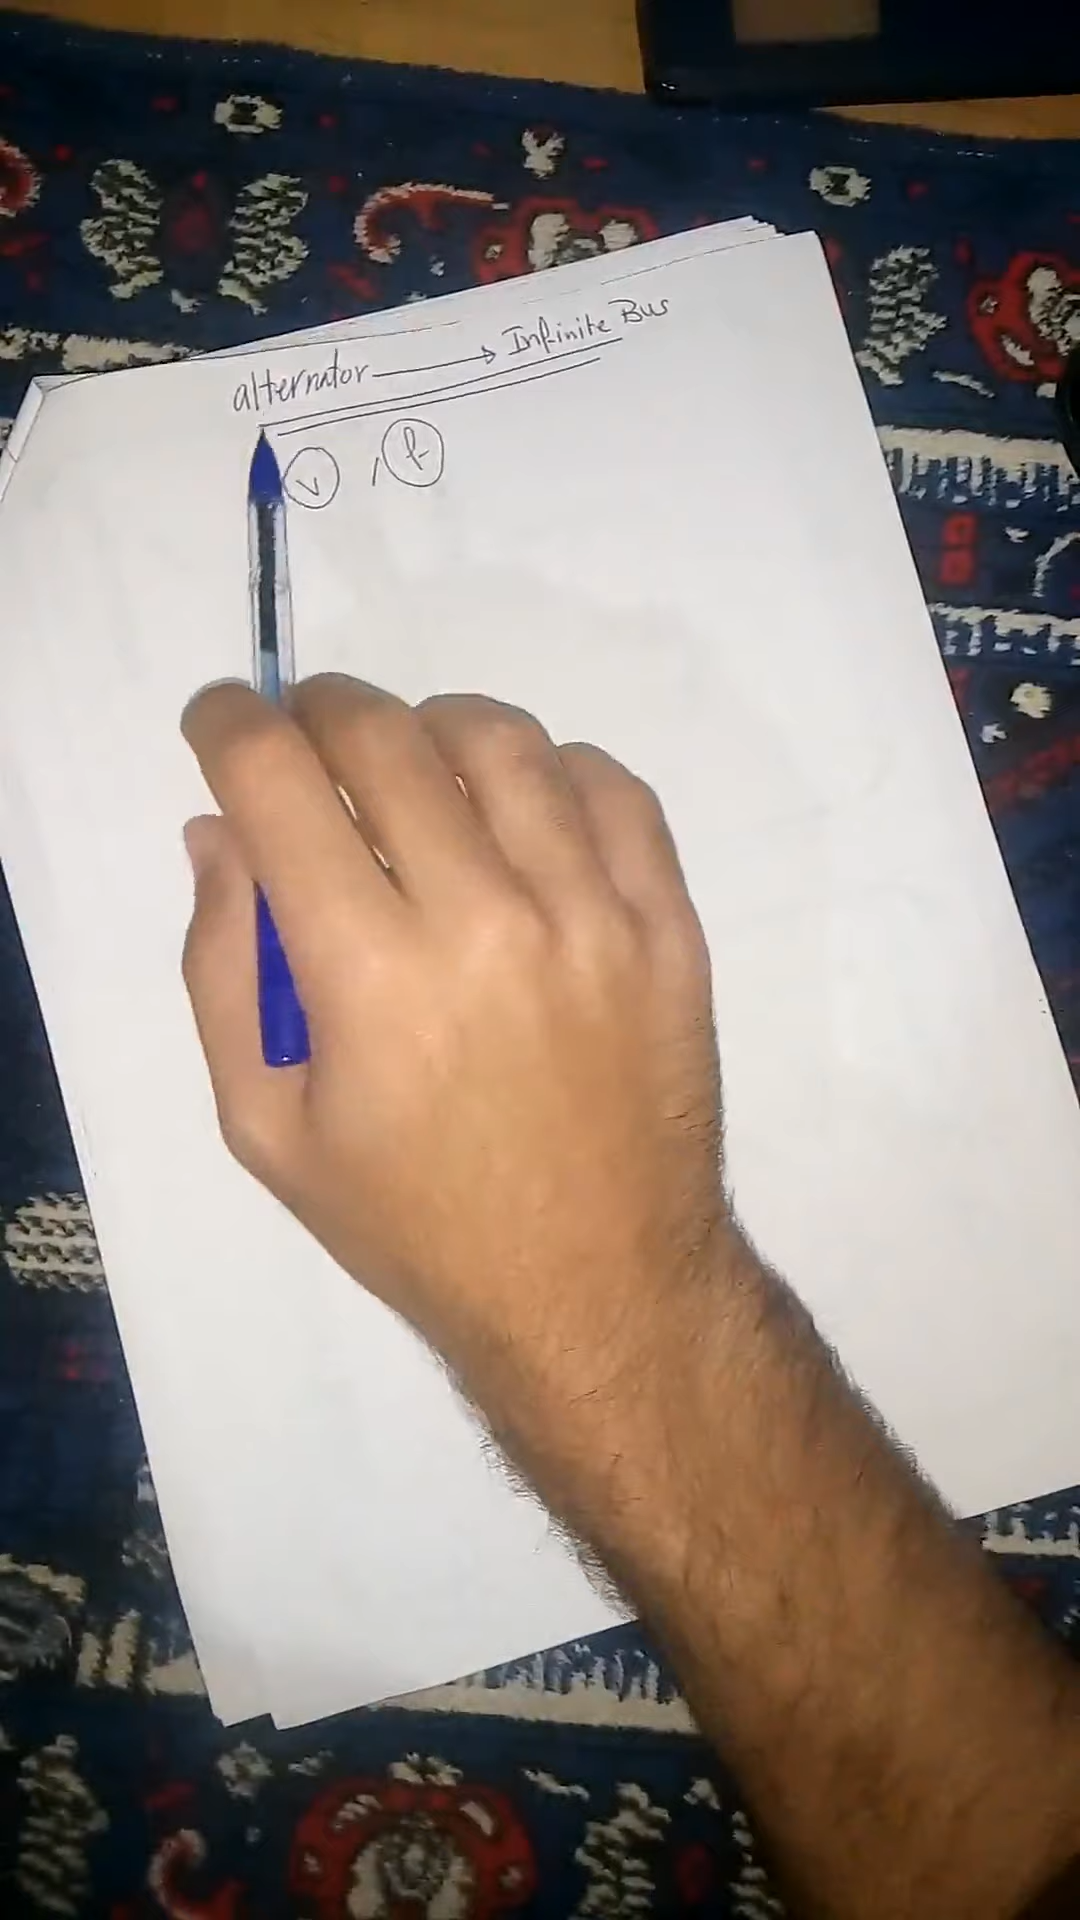 alternator → Infinite Bus
V , f